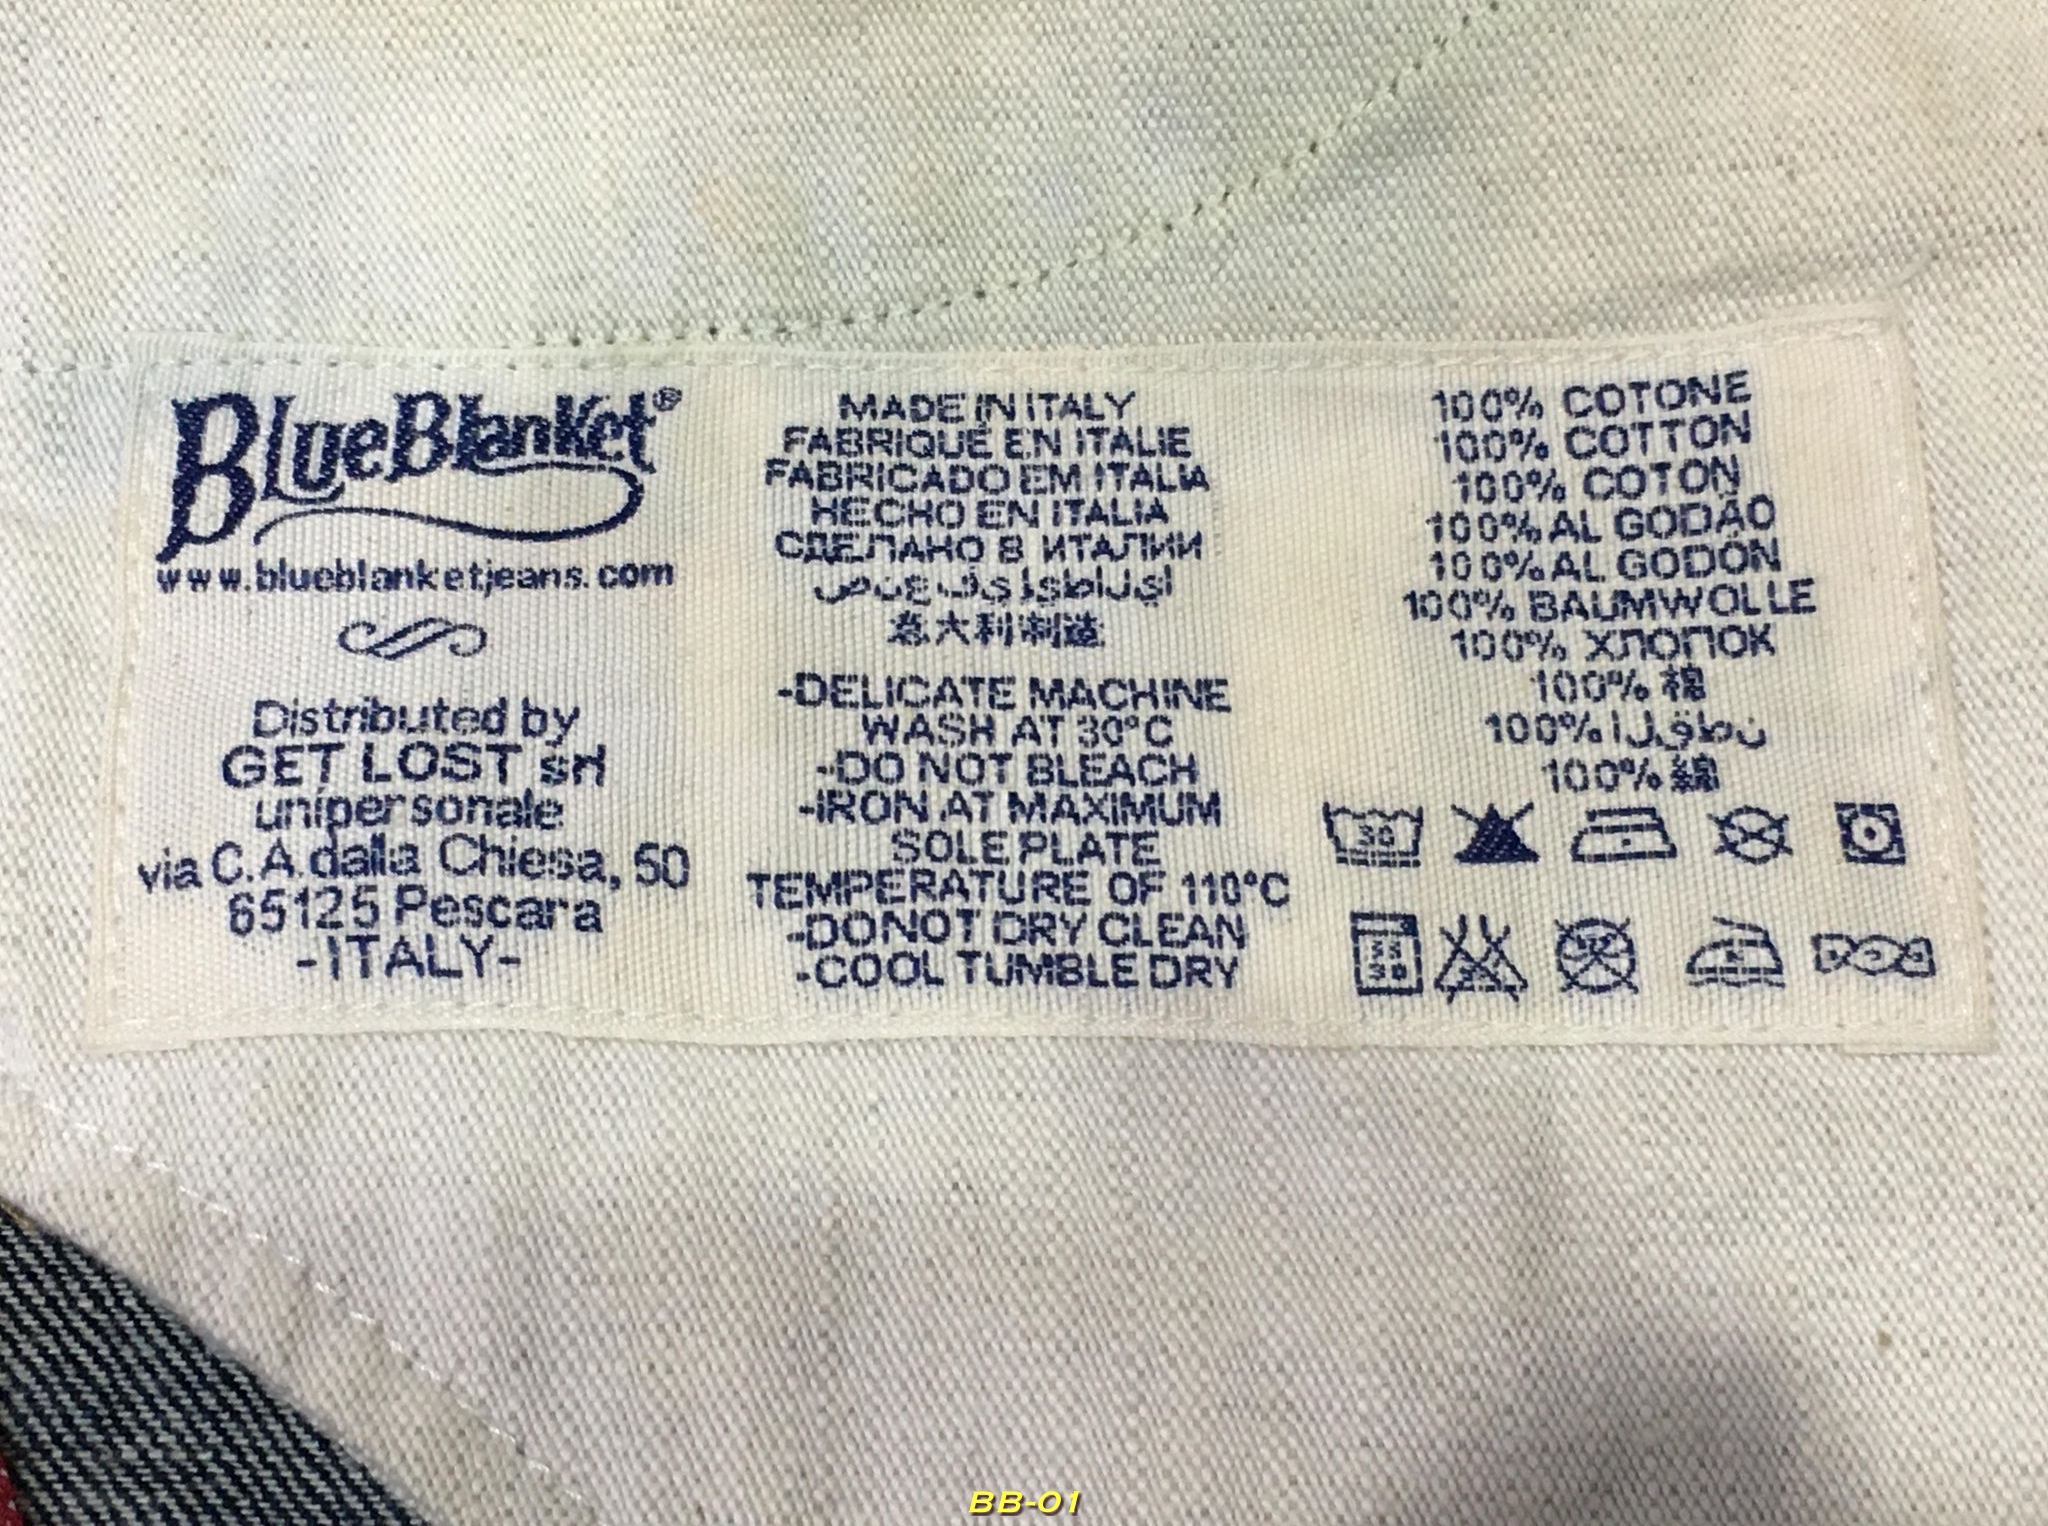 BlueBlanket®
www.blueblanketjeans.com
Distributed by
GET LOST srl
unipersonale
via C.A. dalla Chiesa, 50
65125 Pescara
-ITALY-
MADE IN ITALY
FABRIQUÉ EN ITALIE
FABRICADO EM ITALIA
HECHO EN ITALIA
СДЕЛАНО В ИТАЛИИ
意大利制造
-DELICATE MACHINE
WASH AT 30°C
-DO NOT BLEACH
-IRON AT MAXIMUM
SOLE PLATE
TEMPERATURE OF 110°C
-DO NOT DRY CLEAN
-COOL TUMBLE DRY
100% COTONE
100% COTTON
100% COTON
100% AL GODÃO
100% AL GODÓN
100% BAUMWOLLE
100% ХЛОПОК
100% 棉
100% ا ل ق ط ن
100% 綿
30
BB-01